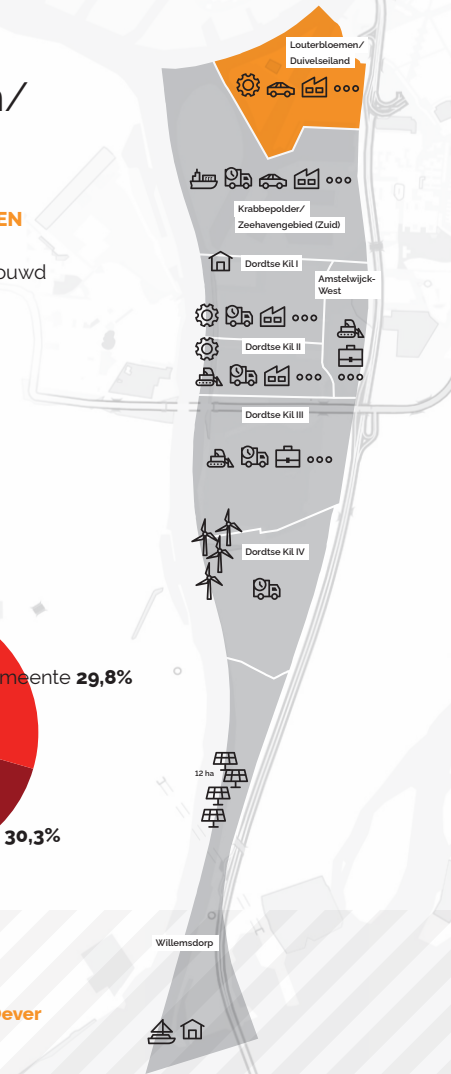 Louterbloemen/
Duivelseiland
/
EN
Krabbepolder/
Zeehavengebied (Zuid)
ouwd
Dordtse Kil I
Amstelwijck-
West
Dordtse Kil II
Dordtse Kil III
Dordtse Kil IV
meente 29,8%
12 ha
30,3%
Willemsdorp
oever